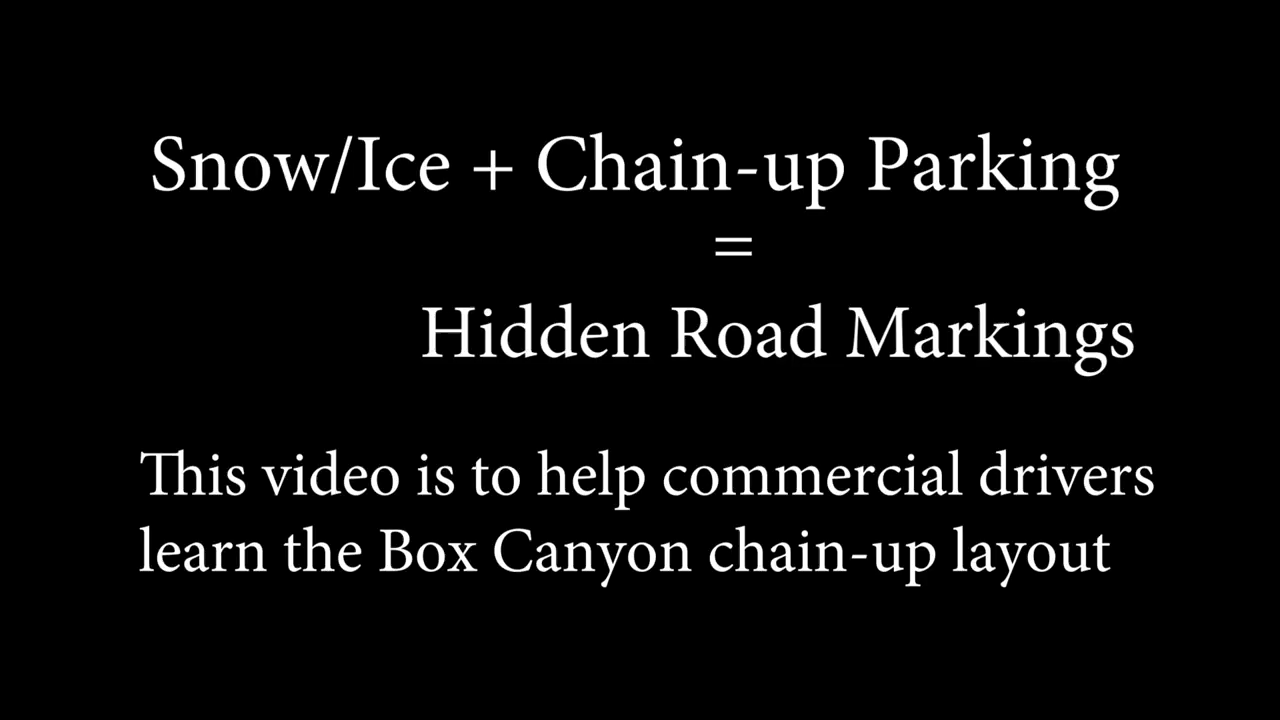 Snow/Ice + Chain-up Parking
=
Hidden Road Markings
This video is to help commercial drivers
learn the Box Canyon chain-up layout